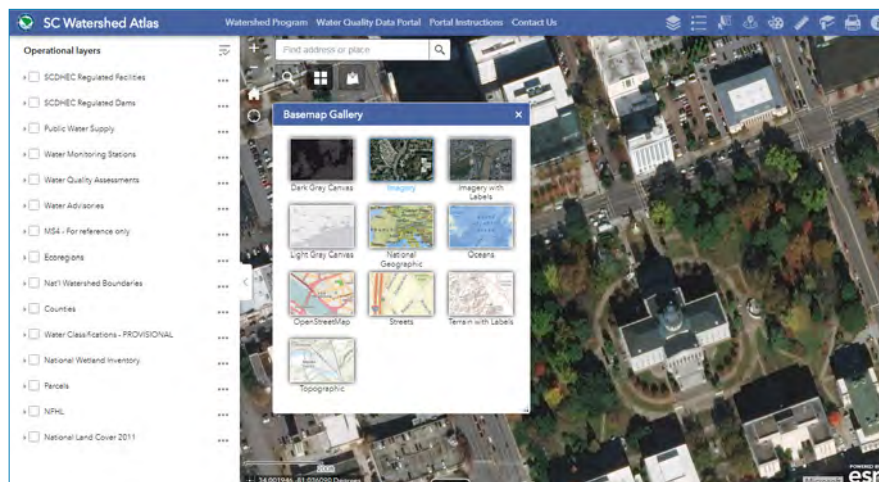 SC Watershed Atlas
Watershed Program Water Quality Data Portal Portal Instructions Contact Us
Operational layers
SCDHEC Regulated Facilities
SCDHEC Regulated Dams
Public Water Supply
Water Monitoring Stations
Water Quality Assessments
Water Advisories
MS4 - For reference only
Ecoregions
Nat'l Watershed Boundaries
Counties
Water Classifications - PROVISIONAL
National Wetland Inventory
Parcels
NFHL
National Land Cover 2011
Find address or place
Basemap Gallery
Dark Gray Canvas
Imagery
Imagery with Labels
Light Gray Canvas
National Geographic
Oceans
OpenStreetMap
Streets
Terrain with Labels
Topographic
POWERED BY
esri